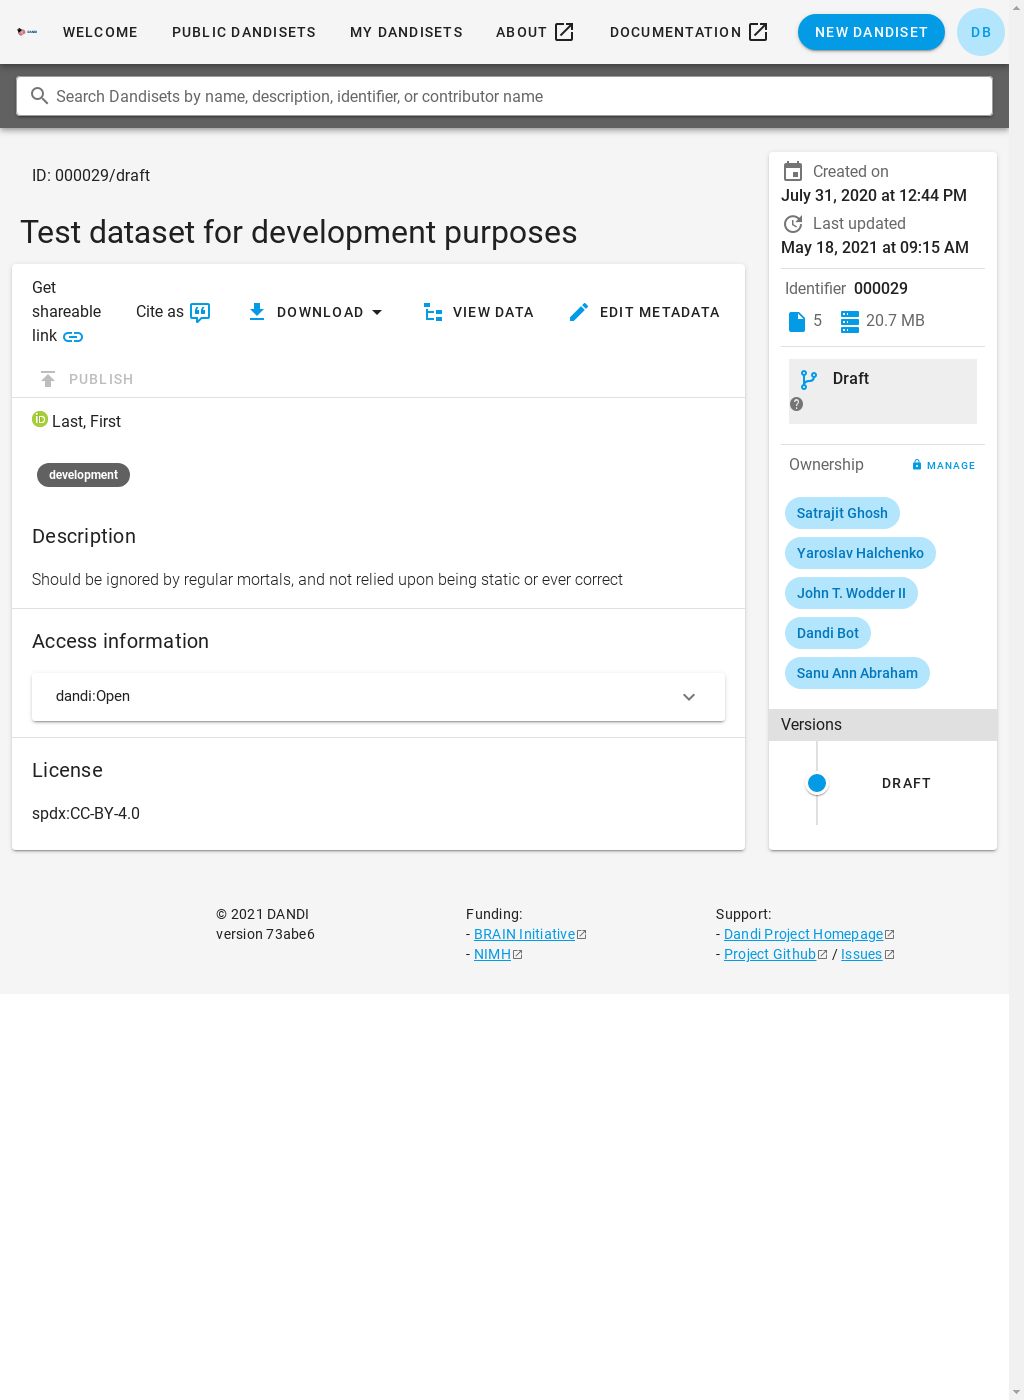 WELCOME PUBLIC DANDISETS MY DANDISETS ABOUT DOCUMENTATION NEW DANDISET DB
Search Dandisets by name, description, identifier, or contributor name
ID: 000029/draft
Test dataset for development purposes
Get
shareable
link
Cite as
DOWNLOAD
VIEW DATA
EDIT METADATA
PUBLISH
iD Last, First
development
Description
Should be ignored by regular mortals, and not relied upon being static or ever correct
Access information
dandi:Open
License
spdx:CC-BY-4.0
Created on
July 31, 2020 at 12:44 PM
Last updated
May 18, 2021 at 09:15 AM
Identifier 000029
5 20.7 MB
Draft
?
Ownership MANAGE
Satrajit Ghosh
Yaroslav Halchenko
John T. Wodder II
Dandi Bot
Sanu Ann Abraham
Versions
DRAFT
© 2021 DANDI
version 73abe6
Funding:
- BRAIN Initiative
- NIMH
Support:
- Dandi Project Homepage
- Project Github / Issues